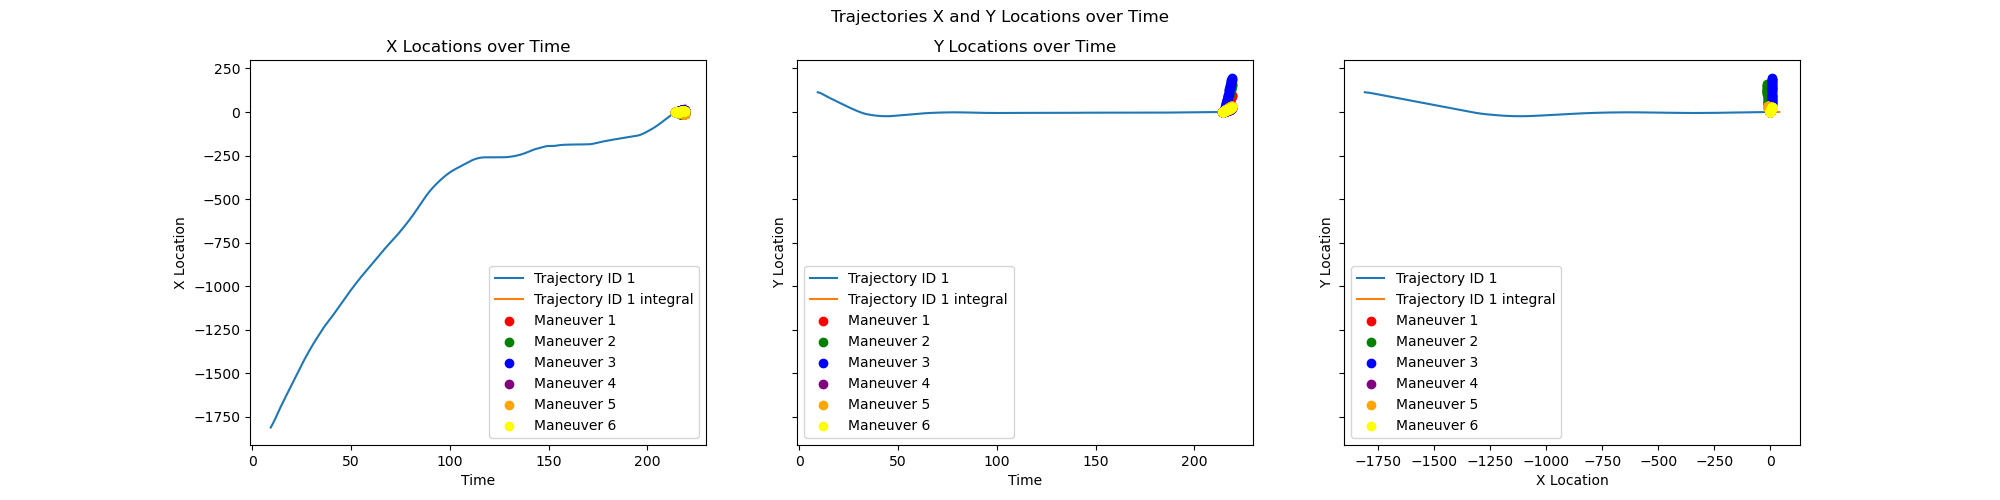 Trajectories X and Y Locations over Time
X Locations over Time
X Location
250
0
−250
−500
−750
−1000
−1250
−1500
−1750
0
50
100
150
200
Time
Trajectory ID 1
Trajectory ID 1 integral
Maneuver 1
Maneuver 2
Maneuver 3
Maneuver 4
Maneuver 5
Maneuver 6
Y Locations over Time
Y Location
0
50
100
150
200
Time
Trajectory ID 1
Trajectory ID 1 integral
Maneuver 1
Maneuver 2
Maneuver 3
Maneuver 4
Maneuver 5
Maneuver 6
Y Location
−1750
−1500
−1250
−1000
−750
−500
−250
0
X Location
Trajectory ID 1
Trajectory ID 1 integral
Maneuver 1
Maneuver 2
Maneuver 3
Maneuver 4
Maneuver 5
Maneuver 6